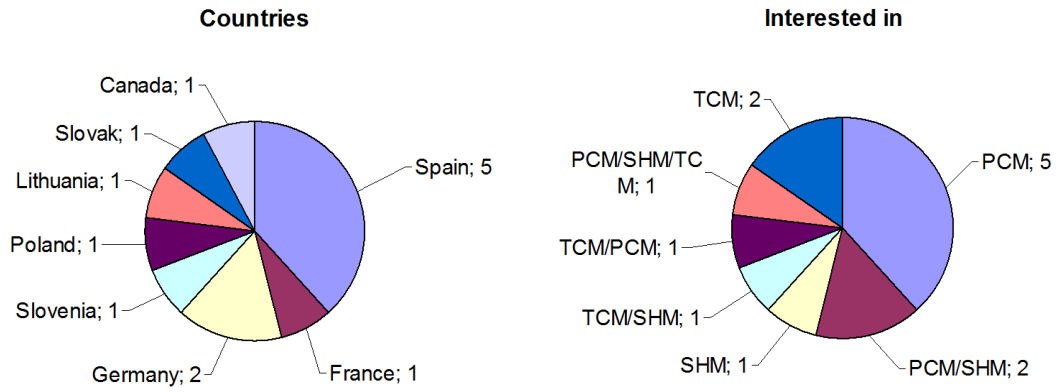 Countries
Canada; 1
Slovak; 1
Lithuania; 1
Poland; 1
Slovenia; 1
Germany; 2
France; 1
Spain; 5
Interested in
TCM; 2
PCM/SHM/TC
M; 1
TCM/PCM; 1
TCM/SHM; 1
SHM; 1
PCM/SHM; 2
PCM; 5